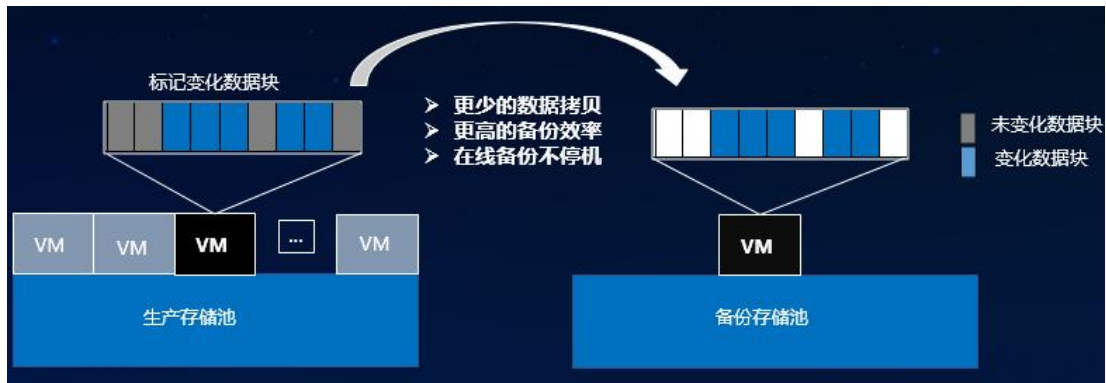 标记变化数据块
➢ 更少的数据拷贝
➢ 更高的备份效率
➢ 在线备份不停机
未变化数据块
变化数据块
VM VM VM ... VM
VM
生产存储池
备份存储池